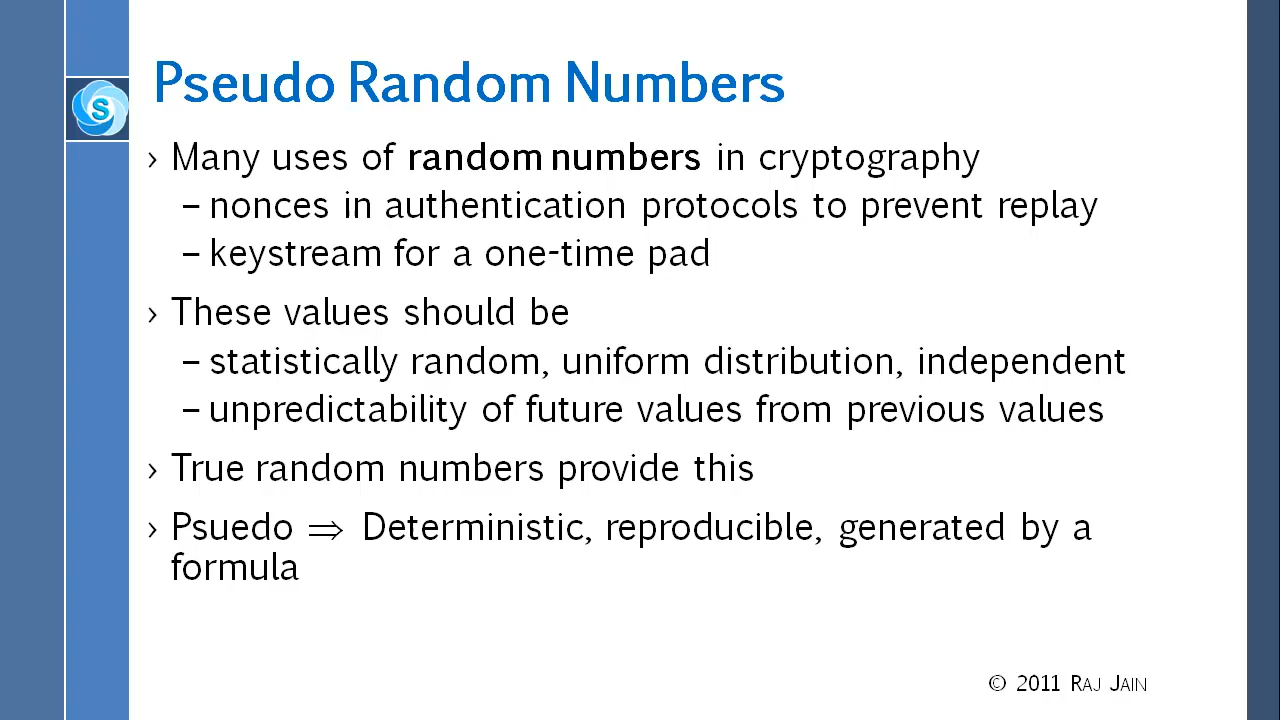 Pseudo Random Numbers
S
› Many uses of random numbers in cryptography
– nonces in authentication protocols to prevent replay
– keystream for a one-time pad
› These values should be
– statistically random, uniform distribution, independent
– unpredictability of future values from previous values
› True random numbers provide this
› Psuedo ⇒ Deterministic, reproducible, generated by a
formula
© 2011 RAJ JAIN